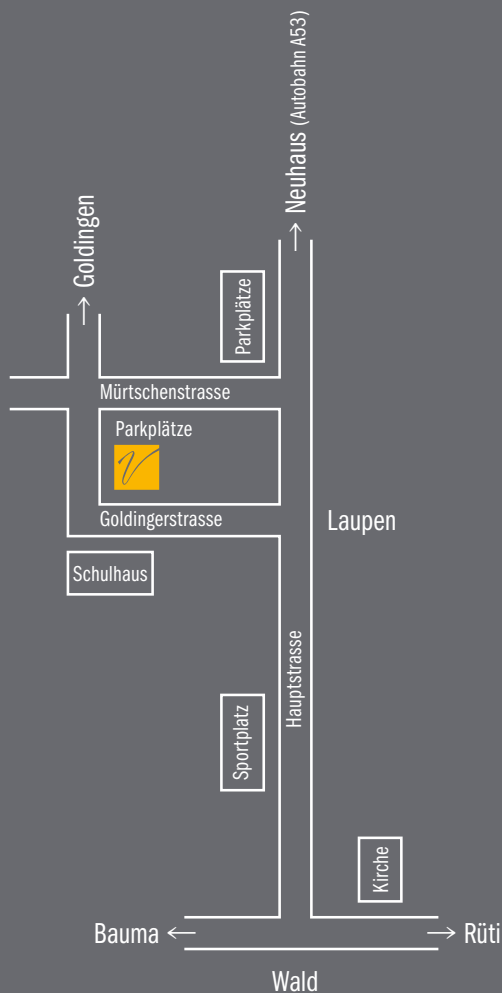 Neuhaus (Autobahn A53)
Goldingen
Parkplätze
Mürtschenstrasse
Parkplätze
V
Goldingerstrasse
Laupen
Schulhaus
Hauptstrasse
Sportplatz
Kirche
Bauma
Rüti
Wald